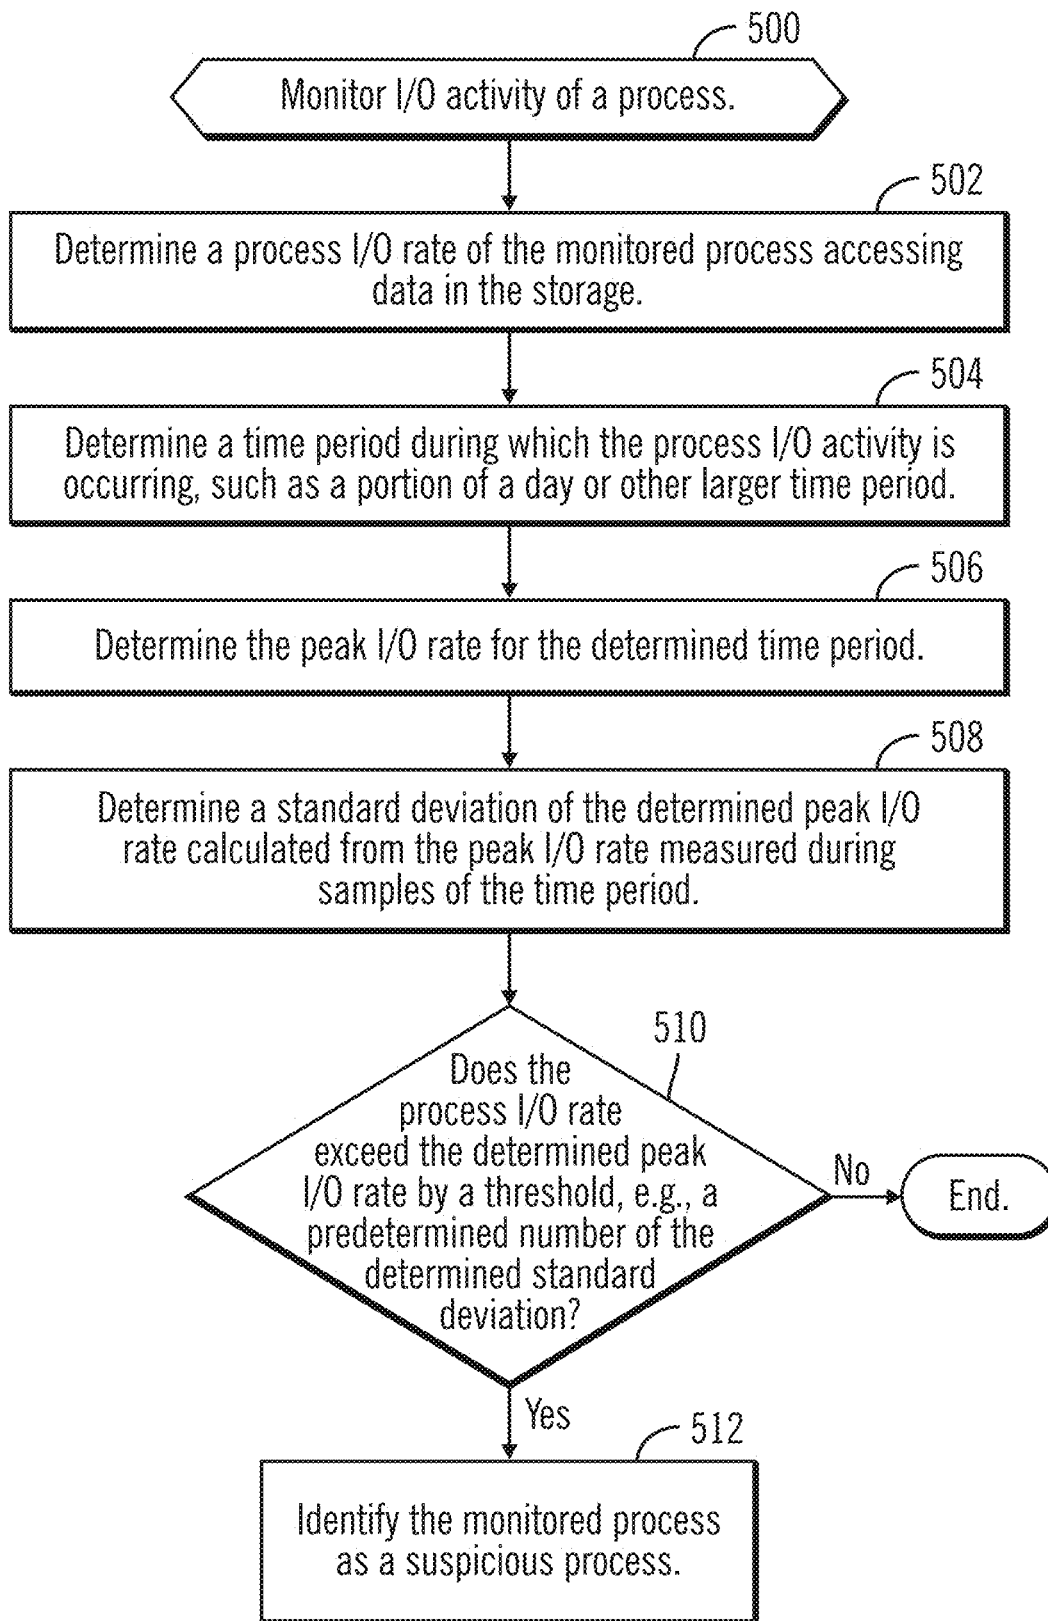 500
Monitor I/O activity of a process.
502
Determine a process I/O rate of the monitored process accessing
data in the storage.
504
Determine a time period during which the process I/O activity is
occurring, such as a portion of a day or other larger time period.
506
Determine the peak I/O rate for the determined time period.
508
Determine a standard deviation of the determined peak I/O
rate calculated from the peak I/O rate measured during
samples of the time period.
510
Does the
process I/O rate
exceed the determined peak
I/O rate by a threshold, e.g., a
predetermined number of the
determined standard
deviation?
No
End.
Yes
512
Identify the monitored process
as a suspicious process.